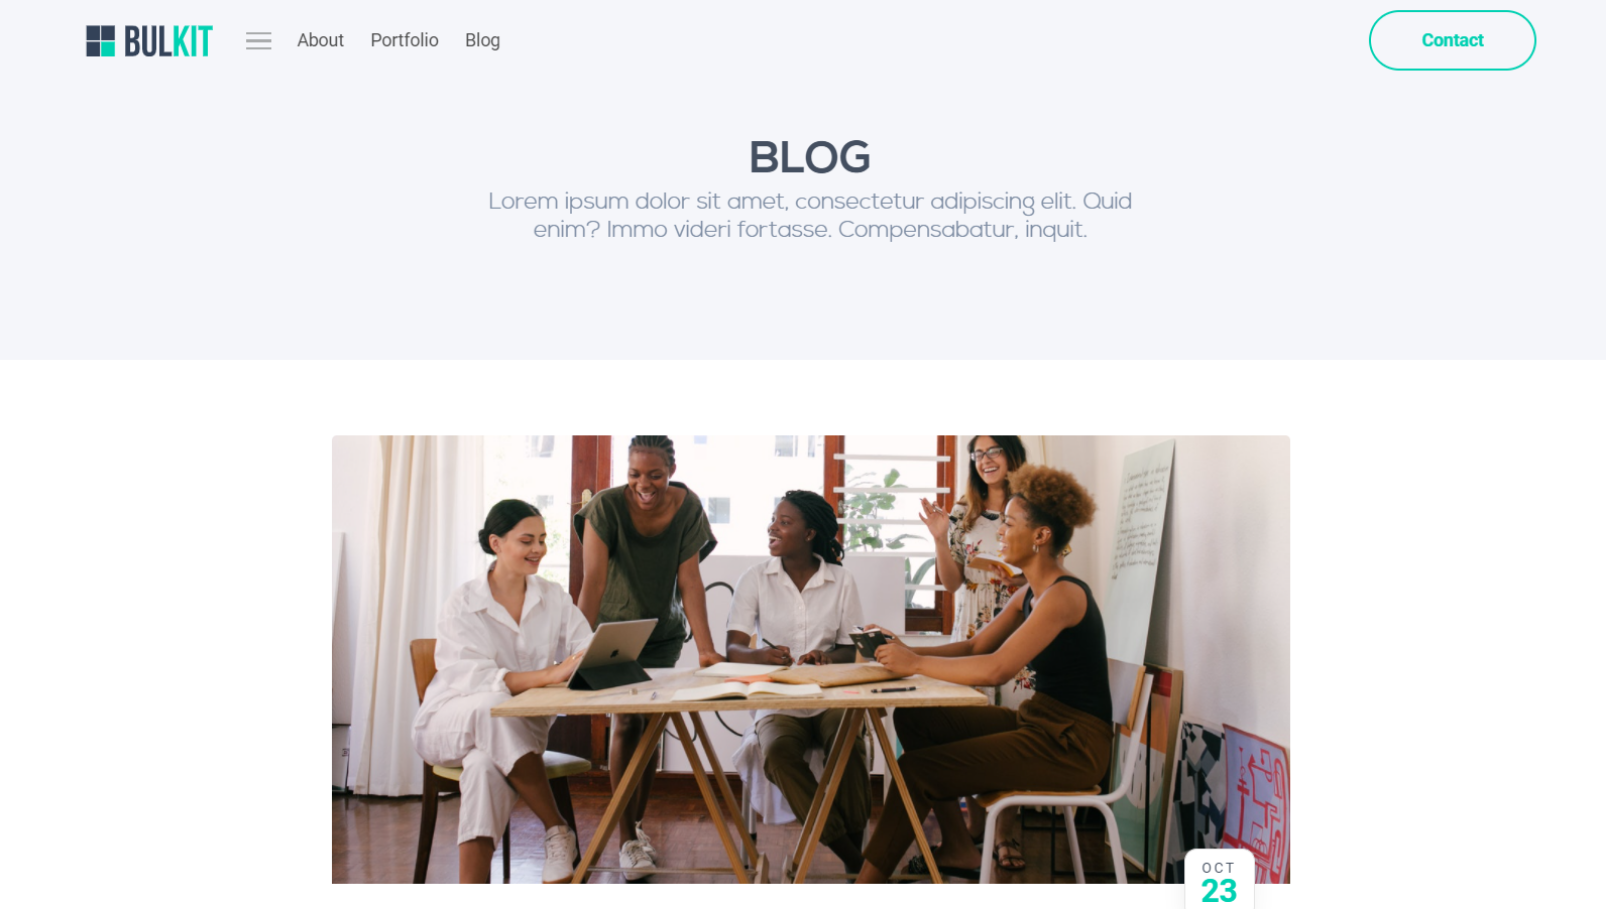 BULKIT
About
Portfolio
Blog
Contact
BLOG
Lorem ipsum dolor sit amet, consectetur adipiscing elit. Quid
enim? Immo videri fortasse. Compensabatur, inquit.
OCT
23